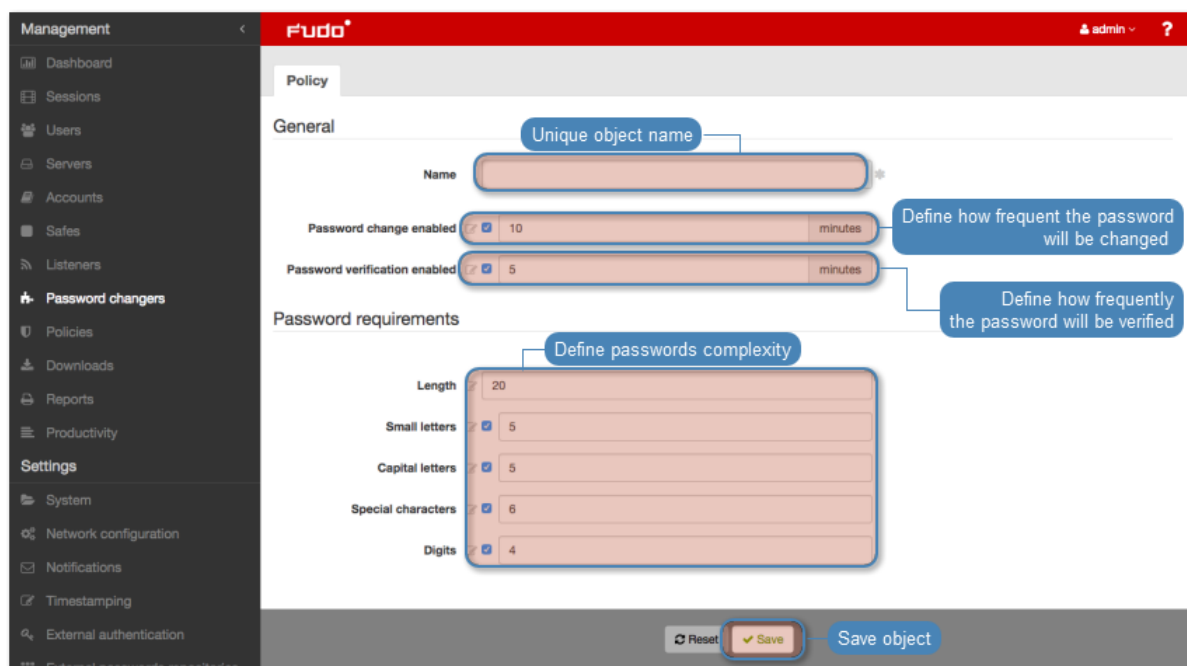 Management
Fudo
admin
?
Dashboard
Sessions
Users
Servers
Accounts
Safes
Listeners
Password changers
Policies
Downloads
Reports
Productivity
Settings
System
Network configuration
Notifications
Timestamping
External authentication
External passwords repositories
Policy
General
Unique object name
Name
Password change enabled
10
minutes
Define how frequent the password
will be changed
Password verification enabled
5
minutes
Define how frequently
the password will be verified
Password requirements
Define passwords complexity
Length
20
Small letters
5
Capital letters
5
Special characters
6
Digits
4
Reset
Save
Save object